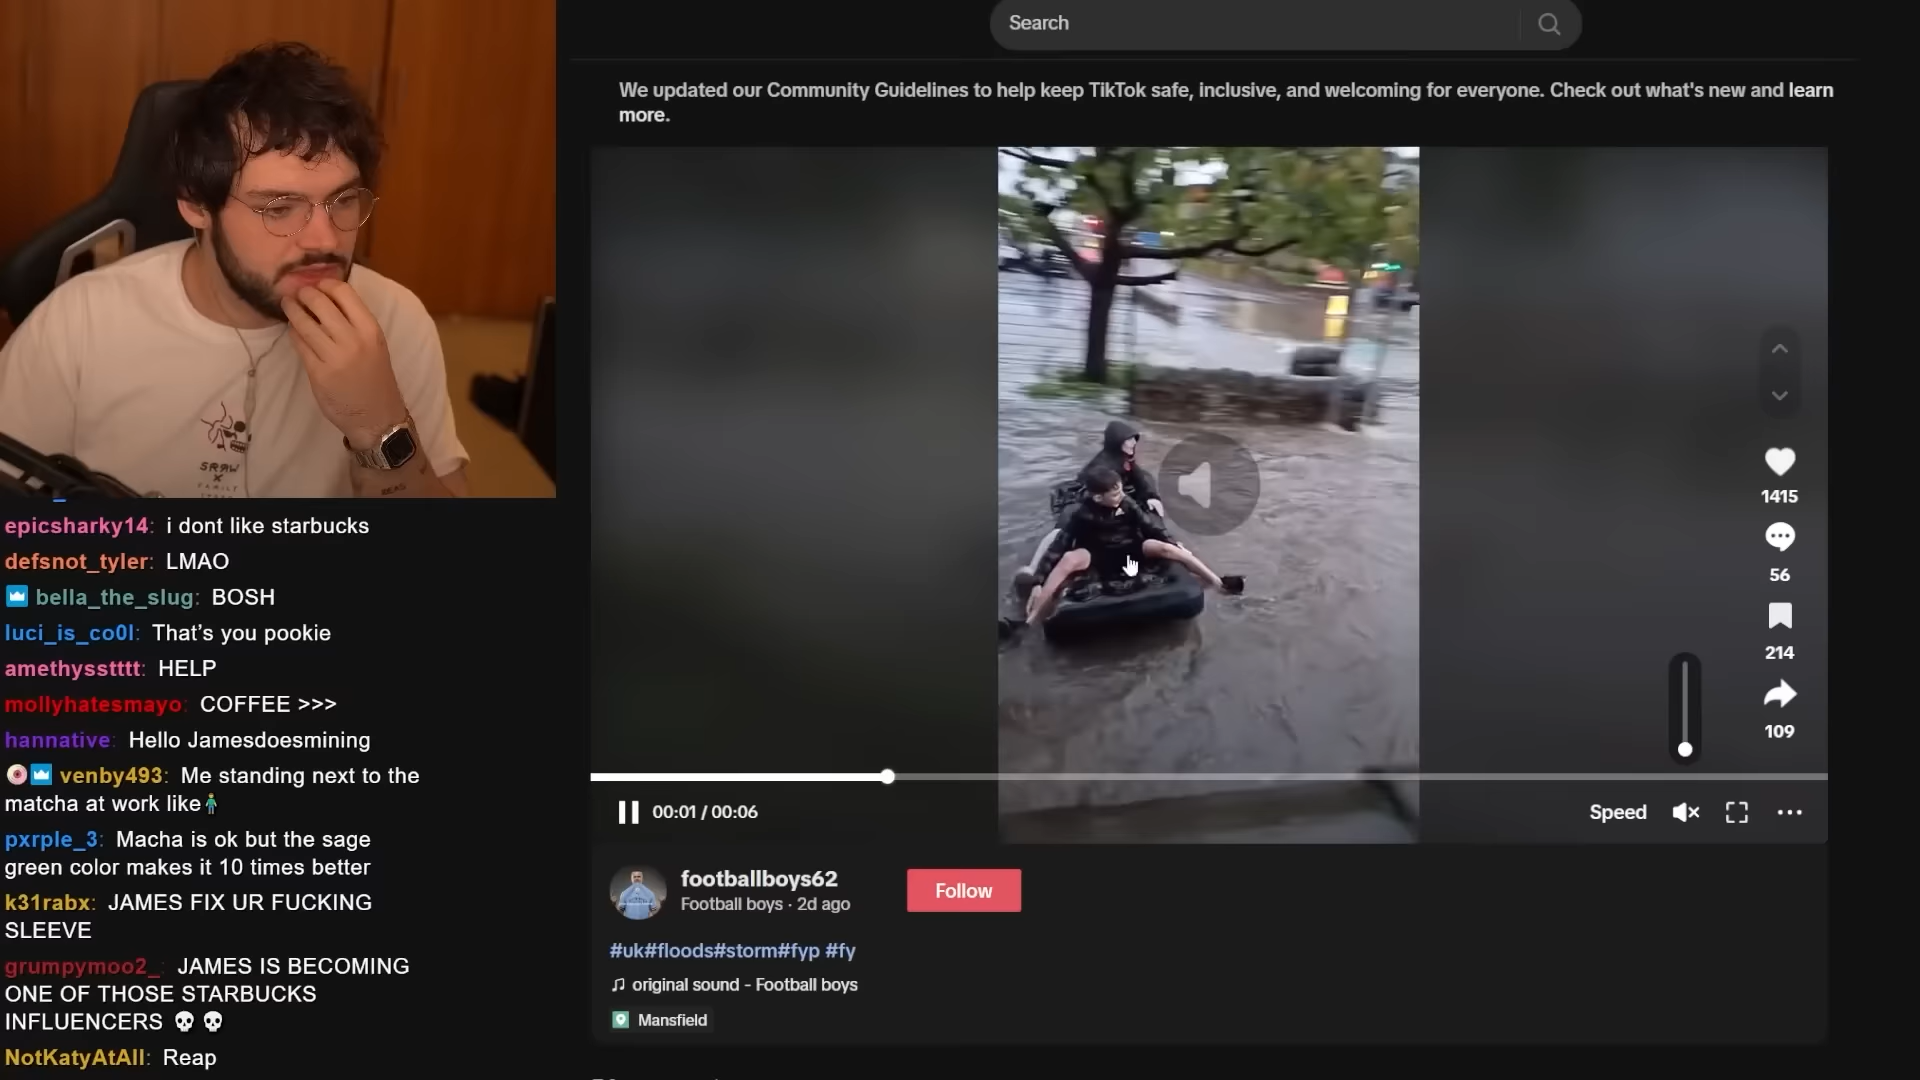 Search
We updated our Community Guidelines to help keep TikTok safe, inclusive, and welcoming for everyone. Check out what's new and learn
more.
SRAW
X
FAMILY
1415
56
214
109
00:01 / 00:06
Speed
footballboys62
Football boys · 2d ago
Follow
#uk#floods#storm#fyp #fy
original sound - Football boys
Mansfield
epicsharky14: i dont like starbucks
defsnot_tyler: LMAO
bella_the_slug: BOSH
luci_is_co0l: That's you pookie
amethysstttt: HELP
mollyhatesmayo: COFFEE >>>
hannative: Hello Jamesdoesmining
venby493: Me standing next to the
matcha at work like🧍‍♂️
pxrple_3: Macha is ok but the sage
green color makes it 10 times better
k31rabx: JAMES FIX UR FUCKING
SLEEVE
grumpymoo2_: JAMES IS BECOMING
ONE OF THOSE STARBUCKS
INFLUENCERS 💀 💀
NotKatyAtAll: Reap